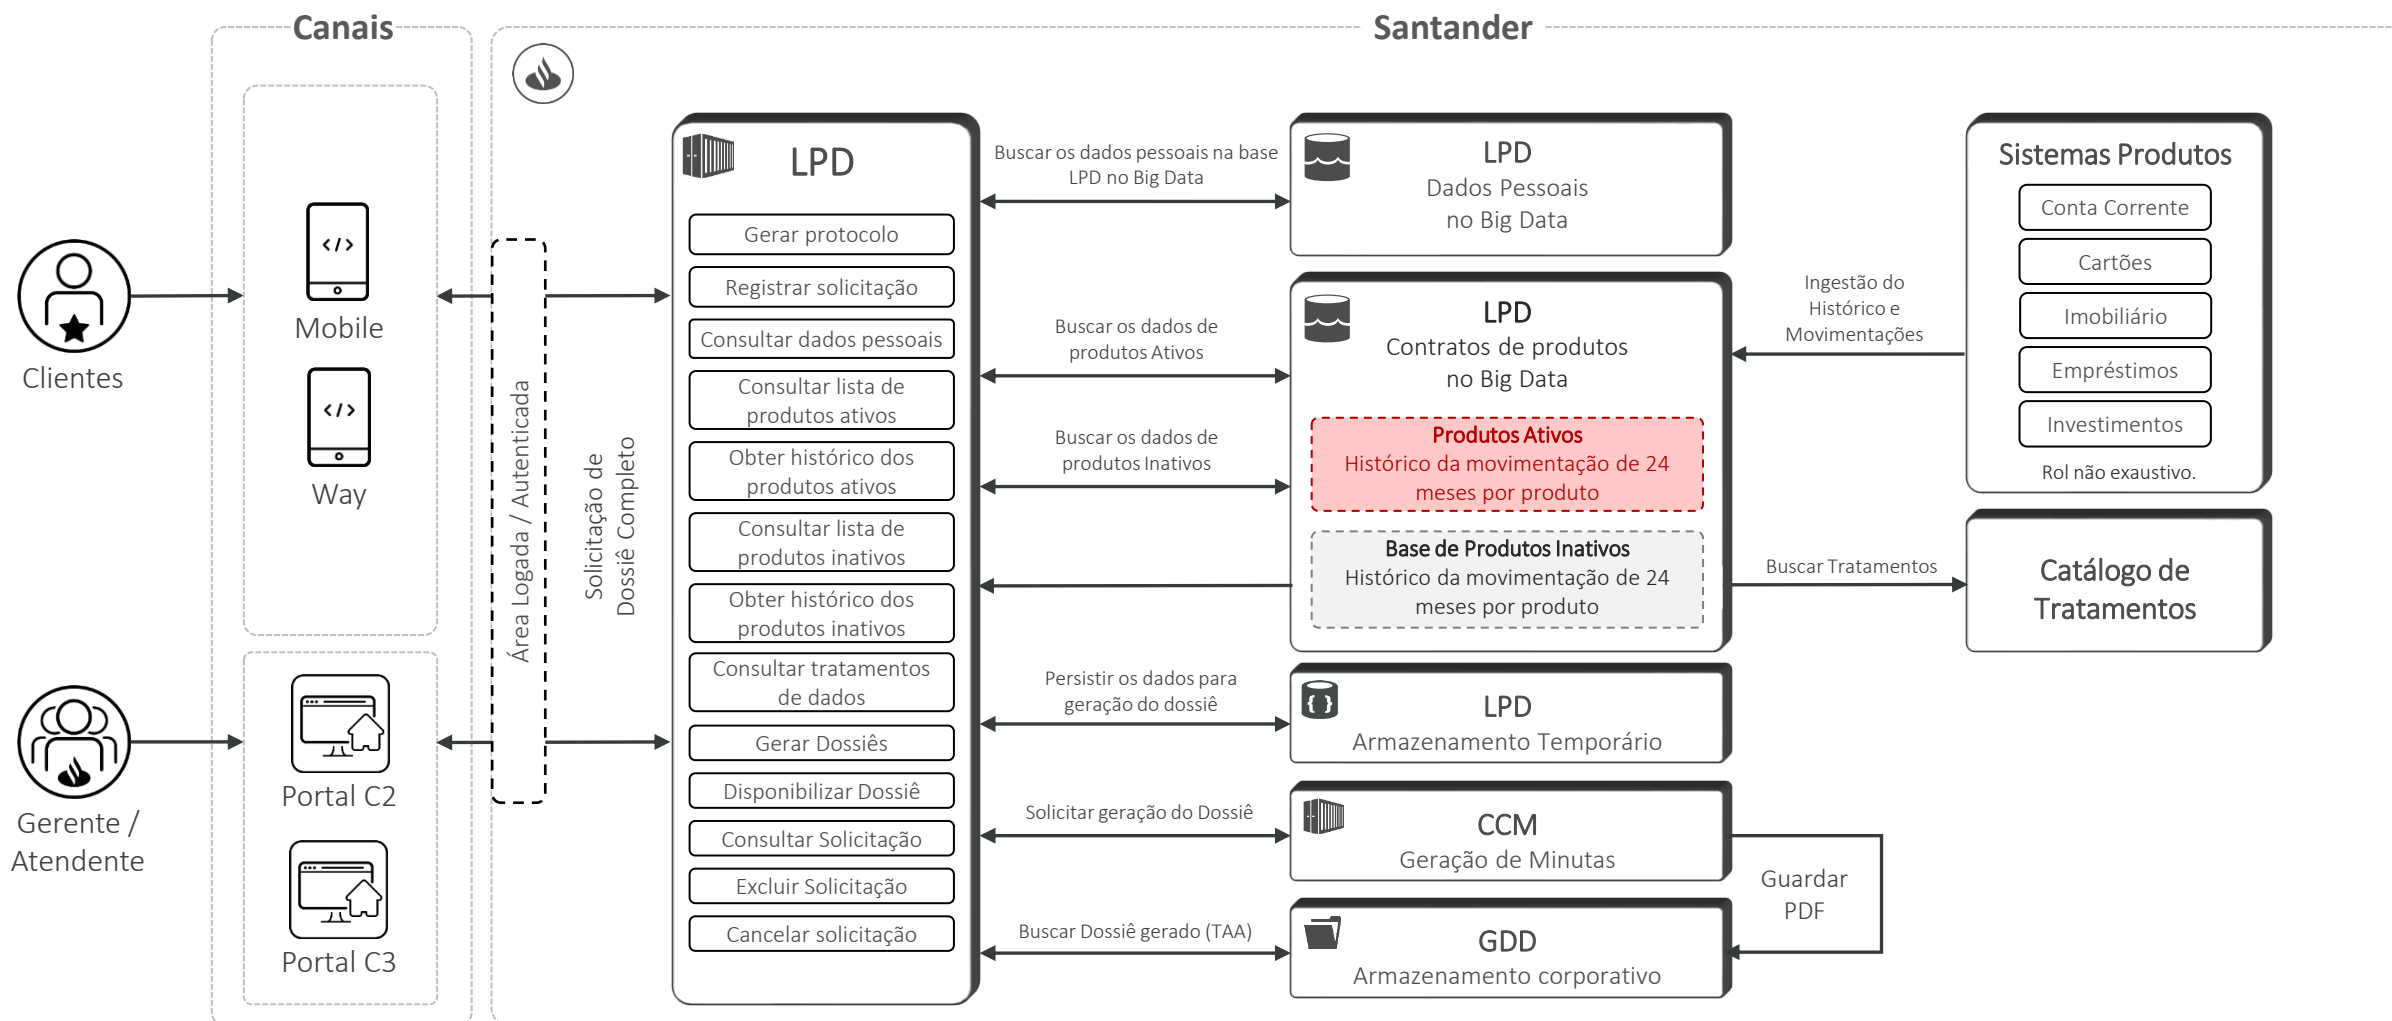 Canais
Santander
Clientes
Gerente /
Atendente
</>
Mobile
</>
Way
Portal C2
Portal C3
Área Logada / Autenticada
Solicitação de
Dossiê Completo
LPD
Gerar protocolo
Registrar solicitação
Consultar dados pessoais
Consultar lista de
produtos ativos
Obter histórico dos
produtos ativos
Consultar lista de
produtos inativos
Obter histórico dos
produtos inativos
Consultar tratamentos
de dados
Gerar Dossiês
Disponibilizar Dossiê
Consultar Solicitação
Excluir Solicitação
Cancelar solicitação
Buscar os dados pessoais na base
LPD no Big Data
Buscar os dados de
produtos Ativos
Buscar os dados de
produtos Inativos
Persistir os dados para
geração do dossiê
Solicitar geração do Dossiê
Buscar Dossiê gerado (TAA)
LPD
Dados Pessoais
no Big Data
LPD
Contratos de produtos
no Big Data
Produtos Ativos
Histórico da movimentação de 24
meses por produto
Base de Produtos Inativos
Histórico da movimentação de 24
meses por produto
{ }
LPD
Armazenamento Temporário
CCM
Geração de Minutas
GDD
Armazenamento corporativo
Ingestão do
Histórico e
Movimentações
Buscar Tratamentos
Guardar
PDF
Sistemas Produtos
Conta Corrente
Cartões
Imobiliário
Empréstimos
Investimentos
Rol não exaustivo.
Catálogo de
Tratamentos